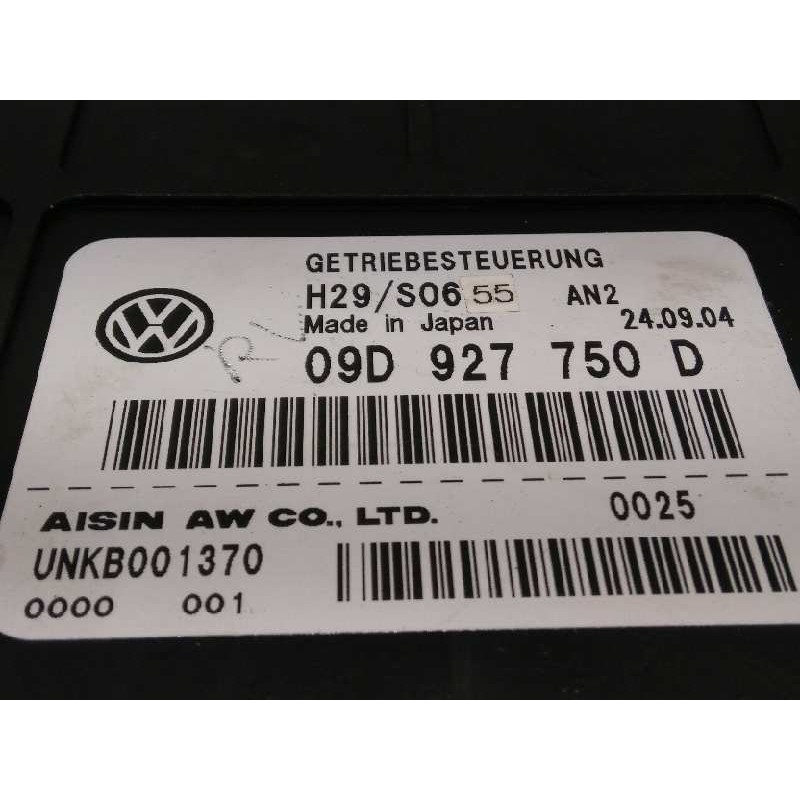 GETRIEBESTEUERUNG
H29/S06 55 AN2
Made in Japan 24.09.04
09D 927 750 D
AISIN AW CO., LTD. 0025
UNKB001370
0000 001